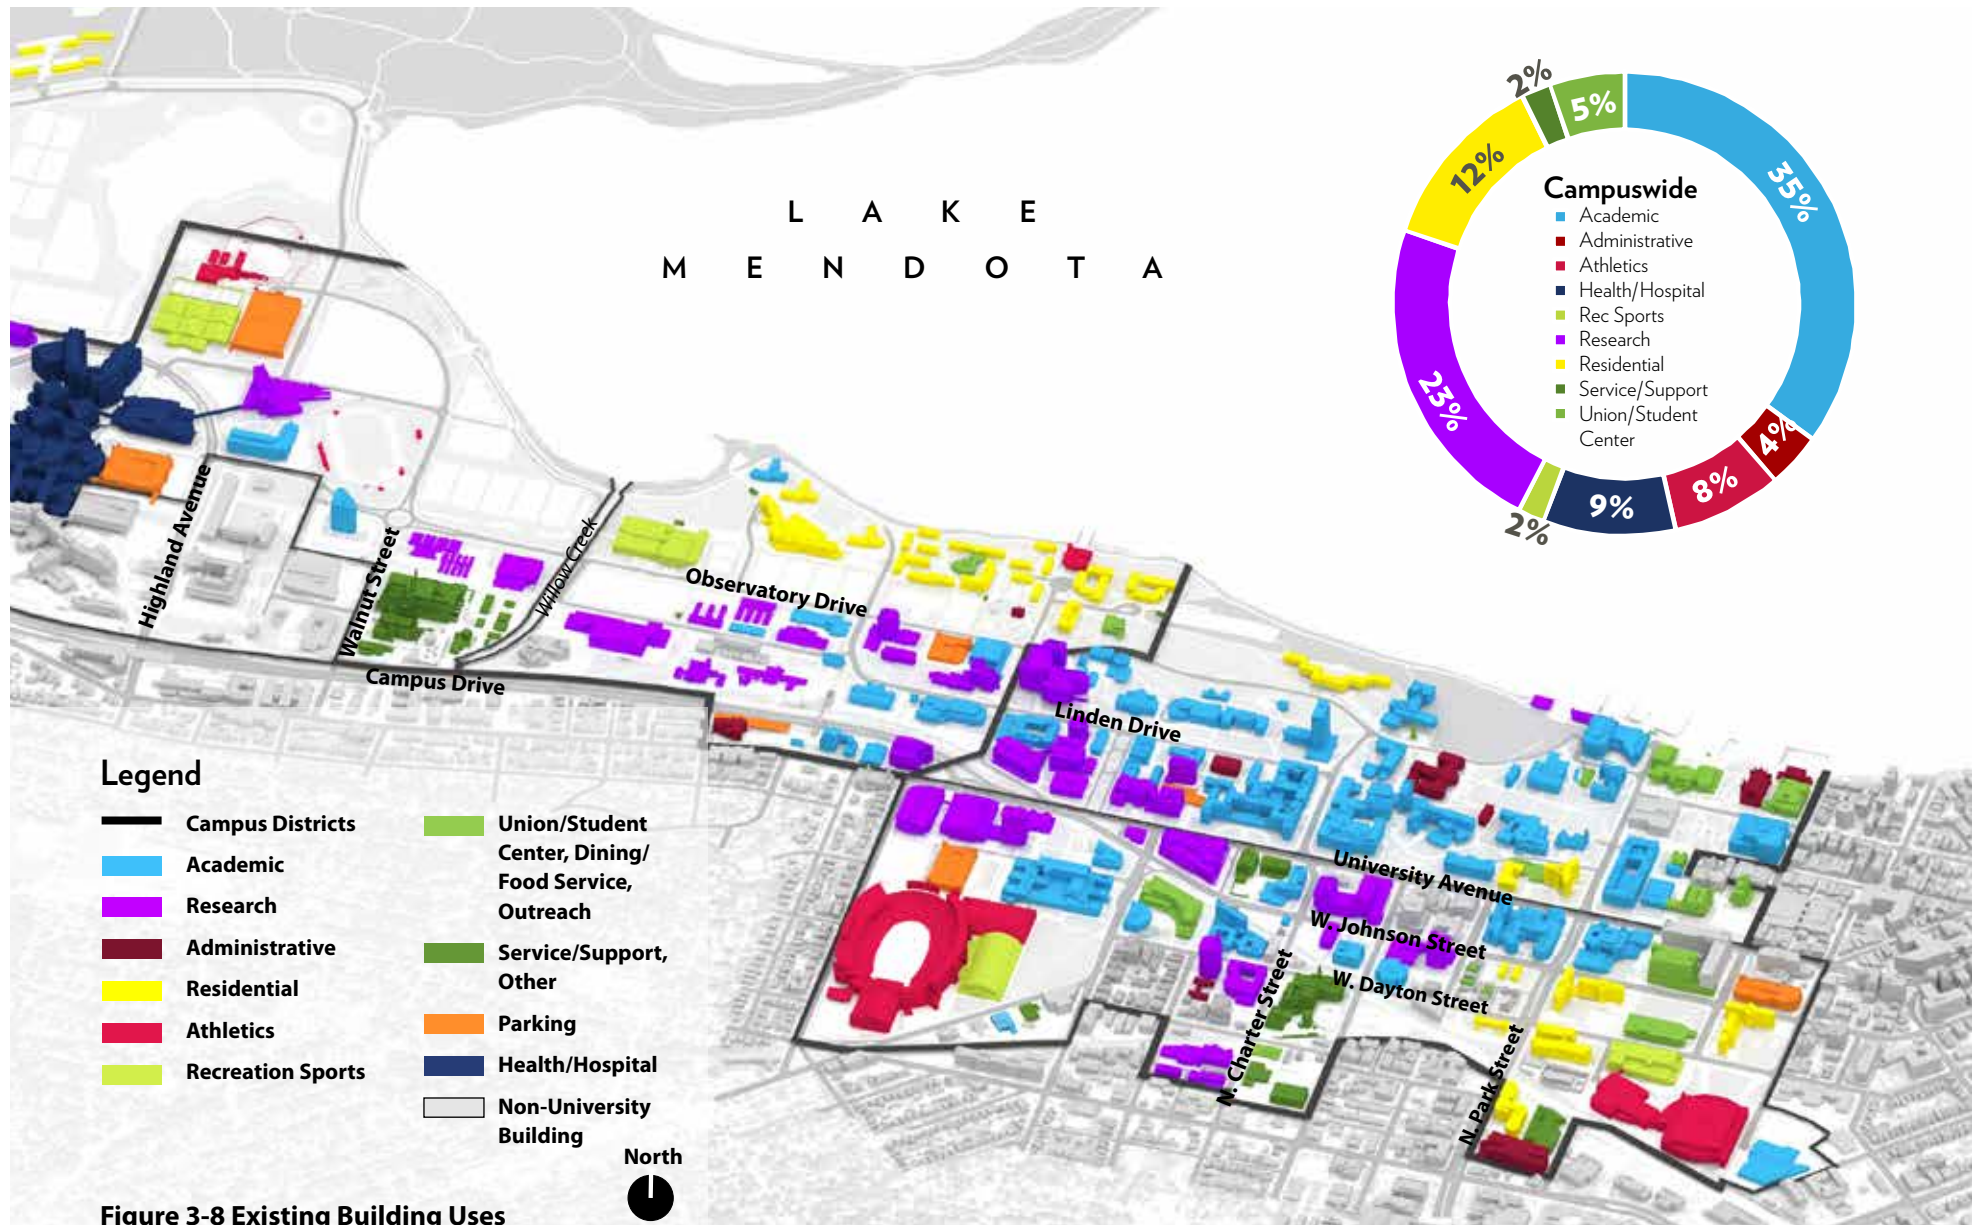 L A K E
M E N D O T A
2%
5%
35%
12%
23%
2%
9%
8%
4%
Campuswide
Academic
Administrative
Athletics
Health/Hospital
Rec Sports
Research
Residential
Service/Support
Union/Student
Center
Highland Avenue
Walnut Street
Willow Creek
Observatory Drive
Campus Drive
Linden Drive
University Avenue
W. Johnson Street
W. Dayton Street
N. Charter Street
N. Park Street
Legend
Campus Districts
Academic
Research
Administrative
Residential
Athletics
Recreation Sports
Union/Student
Center, Dining/
Food Service,
Outreach
Service/Support,
Other
Parking
Health/Hospital
Non-University
Building
North
Figure 3-8 Existing Building Uses